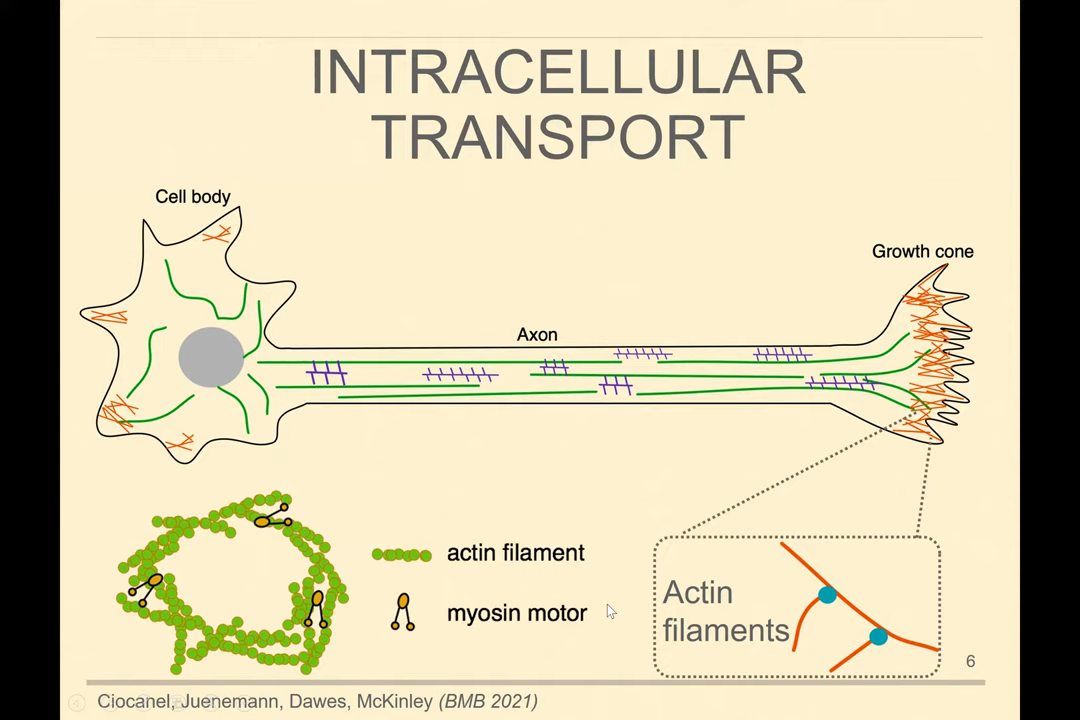 INTRACELLULAR
TRANSPORT
Cell body
Growth cone
Axon
actin filament
myosin motor
Actin
filaments
6
Ciocanel, Juenemann, Dawes, McKinley (BMB 2021)